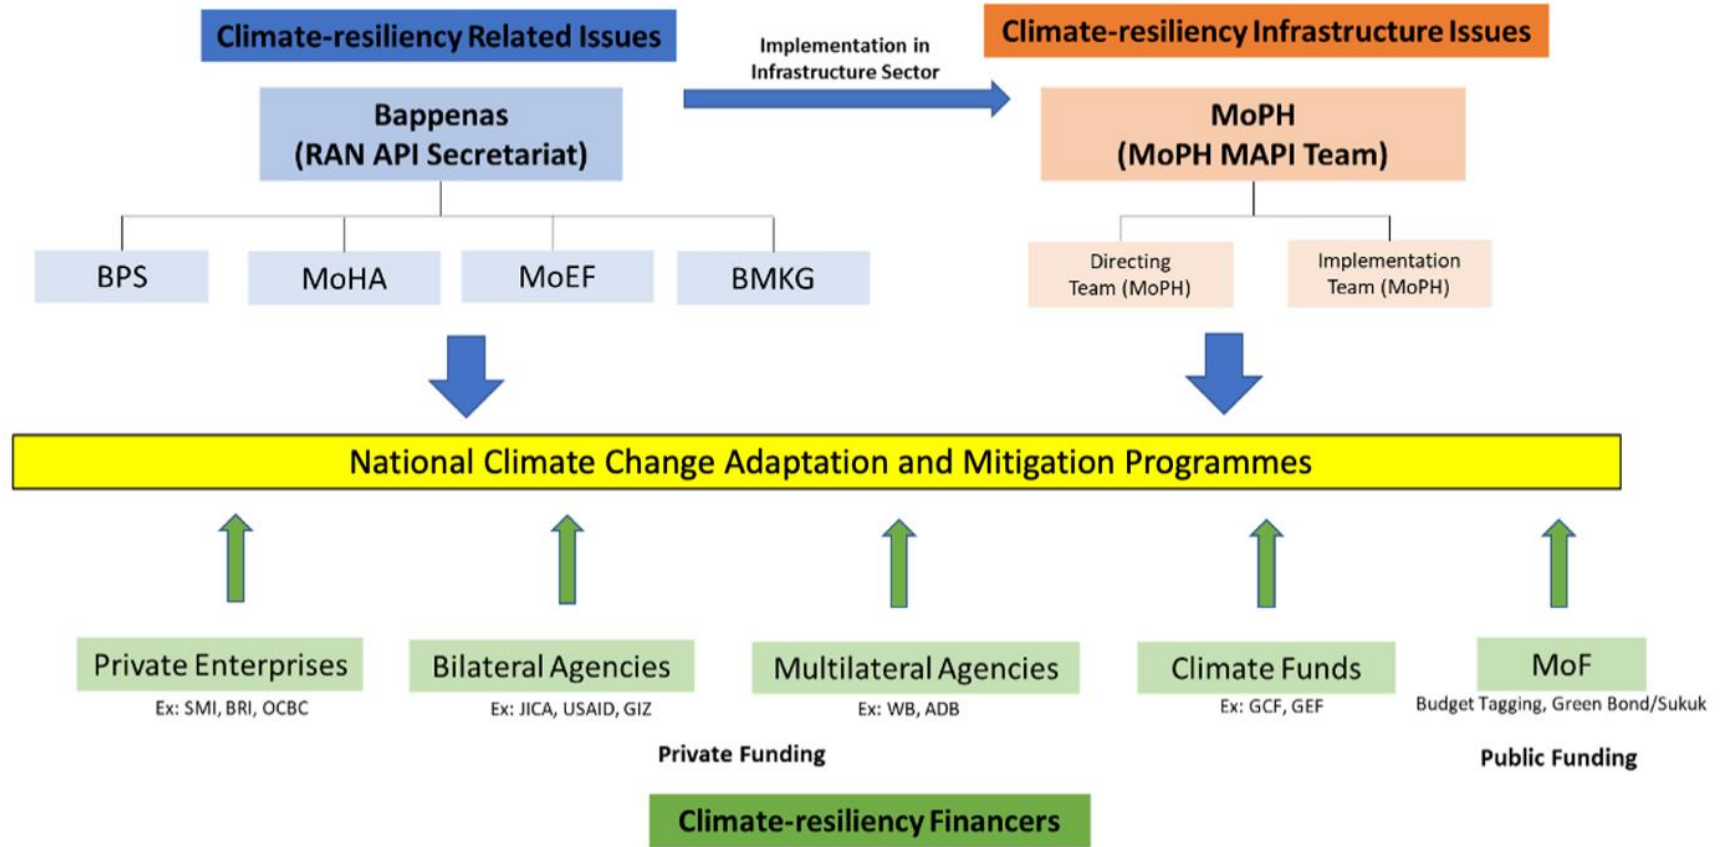 Climate-resiliency Related Issues
Implementation in
Infrastructure Sector
Climate-resiliency Infrastructure Issues
Bappenas
(RAN API Secretariat)
MoPH
(MoPH MAPI Team)
BPS
MoHA
MoEF
BMKG
Directing
Team (MoPH)
Implementation
Team (MoPH)
National Climate Change Adaptation and Mitigation Programmes
Private Enterprises
Ex: SMI, BRI, OCBC
Bilateral Agencies
Ex: JICA, USAID, GIZ
Multilateral Agencies
Ex: WB, ADB
Climate Funds
Ex: GCF, GEF
MoF
Budget Tagging, Green Bond/Sukuk
Private Funding
Public Funding
Climate-resiliency Financers